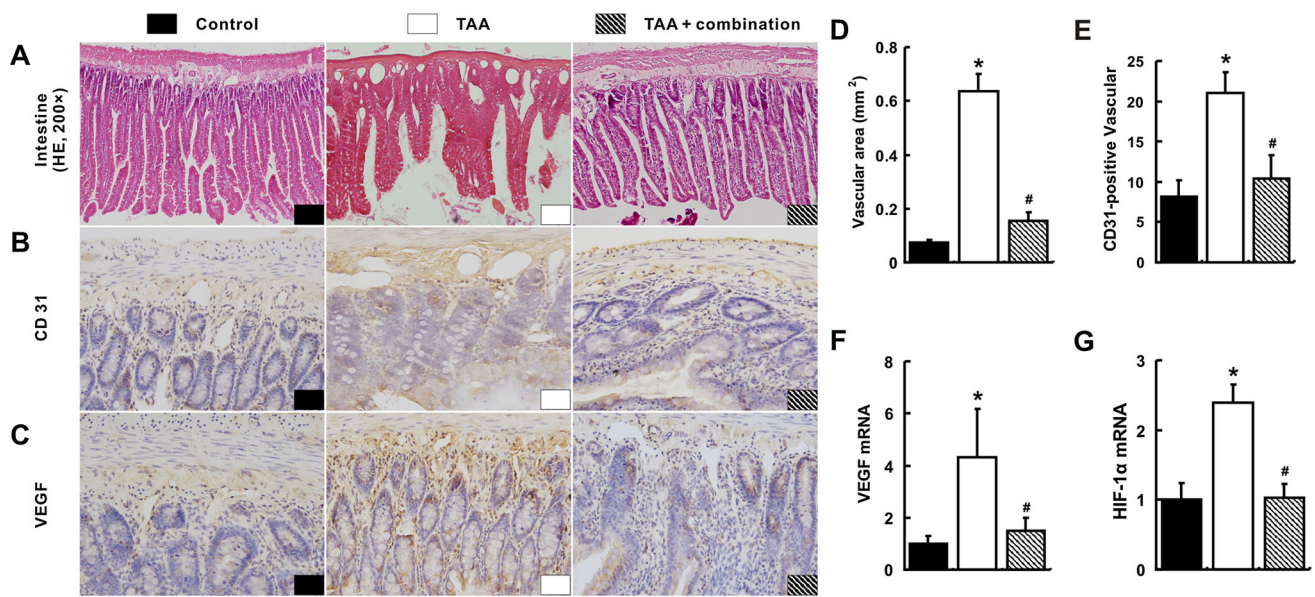 Control TAA TAA + combination
A
Intestine
(HE, 200×)
B
CD 31
C
VEGF
D
Vascular area (mm²)
0.8
0.6
0.4
0.2
0
*
#
E
CD31-positive Vascular
25
20
15
10
5
0
*
#
F
VEGF mRNA
8
6
4
2
0
*
#
G
HIF-1α mRNA
3
2
1
0
*
#